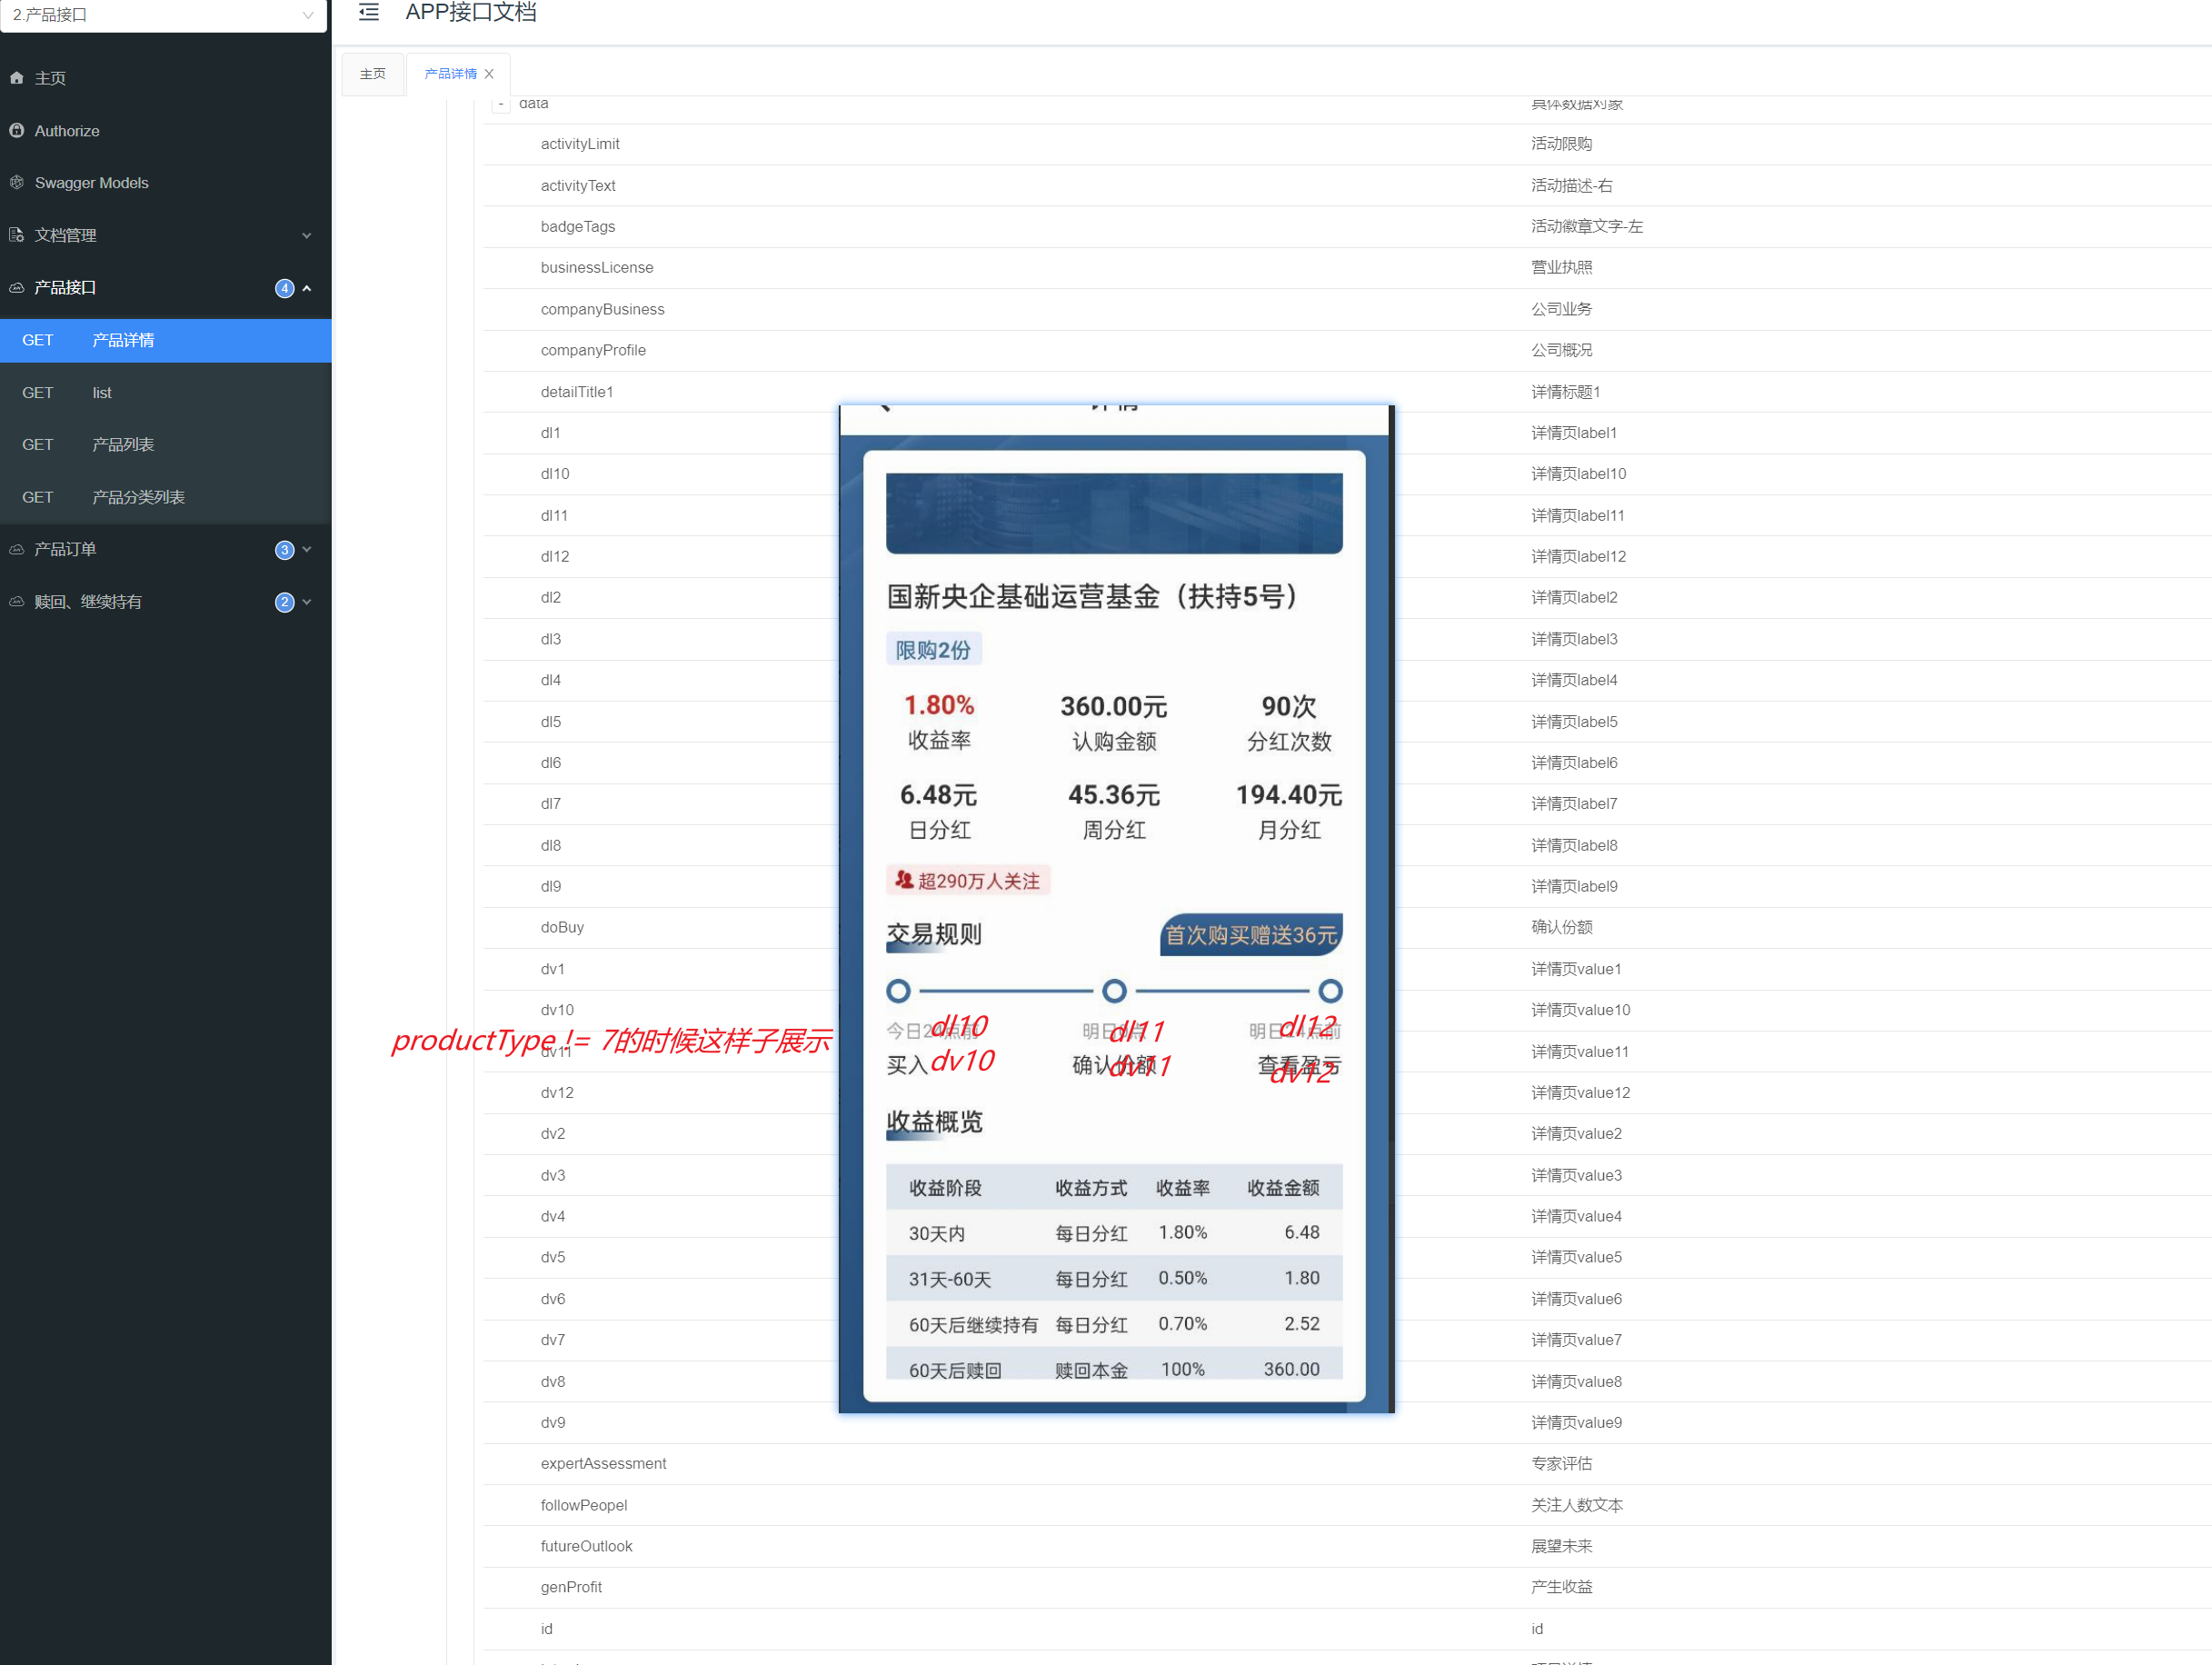 2.产品接口
APP接口文档
主页
产品详情
主页
Authorize
Swagger Models
文档管理
产品接口
4
GET 产品详情
GET list
GET 产品列表
GET 产品分类列表
产品订单
3
赎回、继续持有
2
data 具体数据对象
activityLimit 活动限购
activityText 活动描述-右
badgeTags 活动徽章文字-左
businessLicense 营业执照
companyBusiness 公司业务
companyProfile 公司概况
detailTitle1 详情标题1
dl1 详情页label1
dl10 详情页label10
dl11 详情页label11
dl12 详情页label12
dl2 详情页label2
dl3 详情页label3
dl4 详情页label4
dl5 详情页label5
dl6 详情页label6
dl7 详情页label7
dl8 详情页label8
dl9 详情页label9
doBuy 确认份额
dv1 详情页value1
dv10 详情页value10
dv11 详情页value11
dv12 详情页value12
dv2 详情页value2
dv3 详情页value3
dv4 详情页value4
dv5 详情页value5
dv6 详情页value6
dv7 详情页value7
dv8 详情页value8
dv9 详情页value9
expertAssessment 专家评估
followPeopel 关注人数文本
futureOutlook 展望未来
genProfit 产生收益
id id
详情
国新央企基础运营基金（扶持5号）
限购2份
1.80% 360.00元 90次
收益率 认购金额 分红次数
6.48元 45.36元 194.40元
日分红 周分红 月分红
超290万人关注
交易规则
首次购买赠送36元
今日24点前 明日0点 明日24点前
买入 确认份额 查看盈亏
productType != 7的时候这样子展示
dl10 dl11 dl12
dv10 dv11 dv12
收益概览
收益阶段 收益方式 收益率 收益金额
30天内 每日分红 1.80% 6.48
31天-60天 每日分红 0.50% 1.80
60天后继续持有 每日分红 0.70% 2.52
60天后赎回 赎回本金 100% 360.00